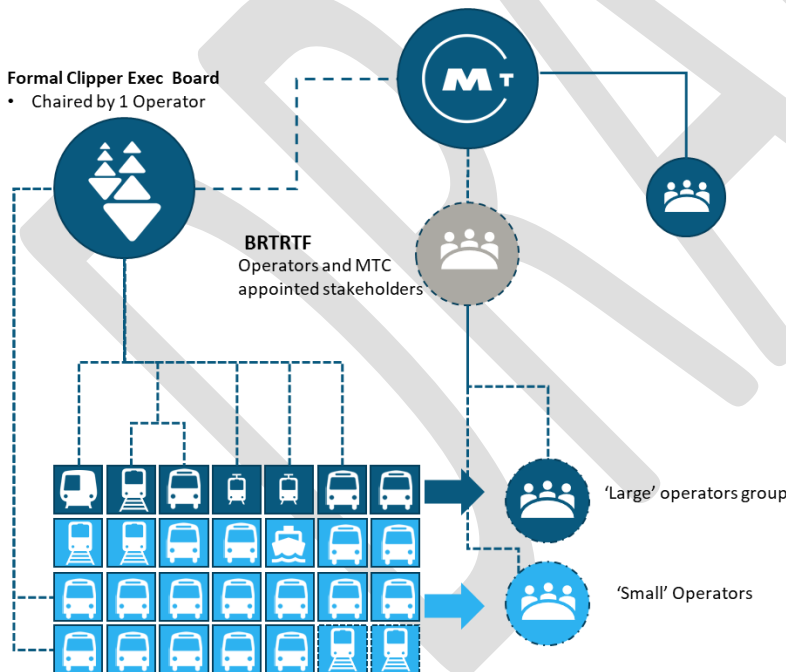 Formal Clipper Exec Board
• Chaired by 1 Operator
MT
BRTRTF
Operators and MTC
appointed stakeholders
'Large' operators group
'Small' Operators